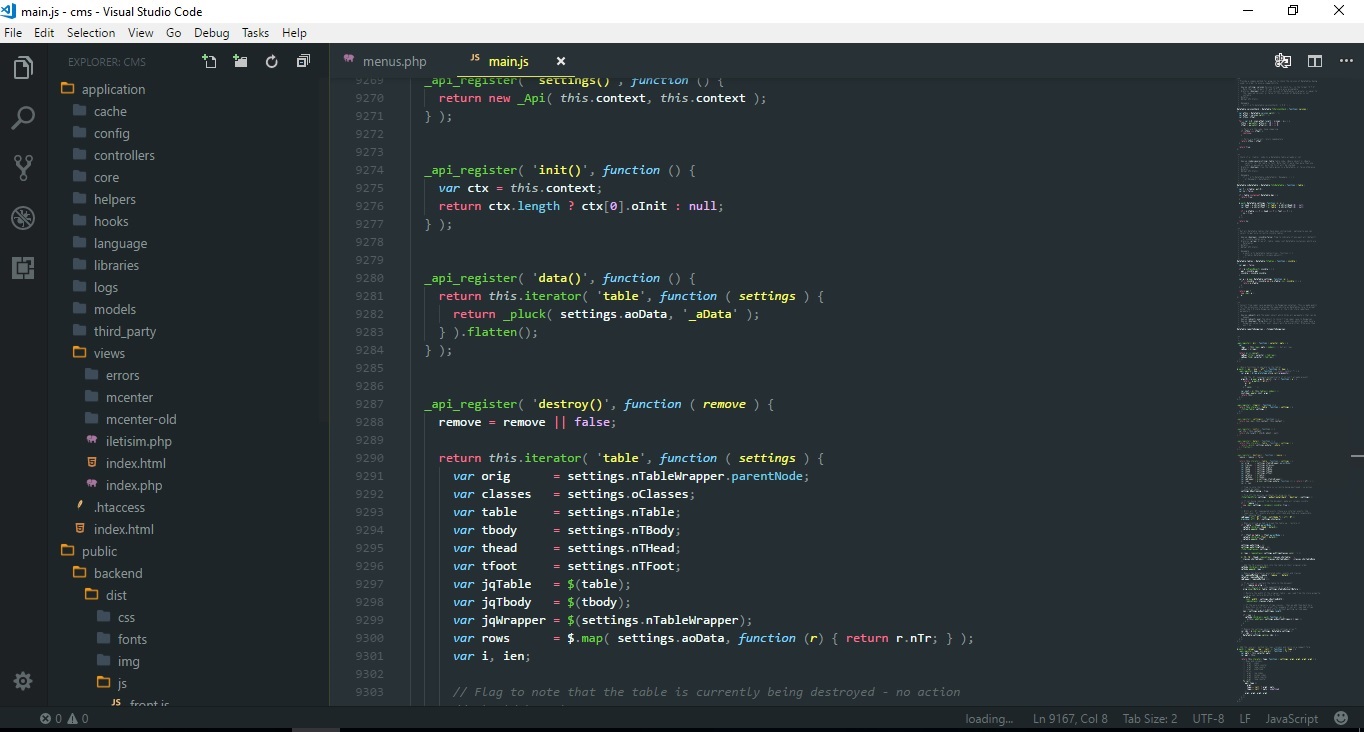 main.js - cms - Visual Studio Code
File Edit Selection View Go Debug Tasks Help
EXPLORER: CMS
application
cache
config
controllers
core
helpers
hooks
language
libraries
logs
models
third_party
views
errors
mcenter
mcenter-old
iletisim.php
index.html
index.php
.htaccess
index.html
public
backend
dist
css
fonts
img
js
JS front.js
menus.php
JS main.js ×
9269 _api_register( 'settings()', function () {
9270 return new _Api( this.context, this.context );
9271 } );
9272
9273
9274 _api_register( 'init()', function () {
9275 var ctx = this.context;
9276 return ctx.length ? ctx[0].oInit : null;
9277 } );
9278
9279
9280 _api_register( 'data()', function () {
9281 return this.iterator( 'table', function ( settings ) {
9282 return _pluck( settings.aoData, '_aData' );
9283 } ).flatten();
9284 } );
9285
9286
9287 _api_register( 'destroy()', function ( remove ) {
9288 remove = remove || false;
9289
9290 return this.iterator( 'table', function ( settings ) {
9291 var orig = settings.nTableWrapper.parentNode;
9292 var classes = settings.oClasses;
9293 var table = settings.nTable;
9294 var tbody = settings.nTBody;
9295 var thead = settings.nTHead;
9296 var tfoot = settings.nTFoot;
9297 var jqTable = $(table);
9298 var jqTbody = $(tbody);
9299 var jqWrapper = $(settings.nTableWrapper);
9300 var rows = $.map( settings.aoData, function (r) { return r.nTr; } );
9301 var i, ien;
9302
9303 // Flag to note that the table is currently being destroyed - no action
0 0 loading... Ln 9167, Col 8 Tab Size: 2 UTF-8 LF JavaScript